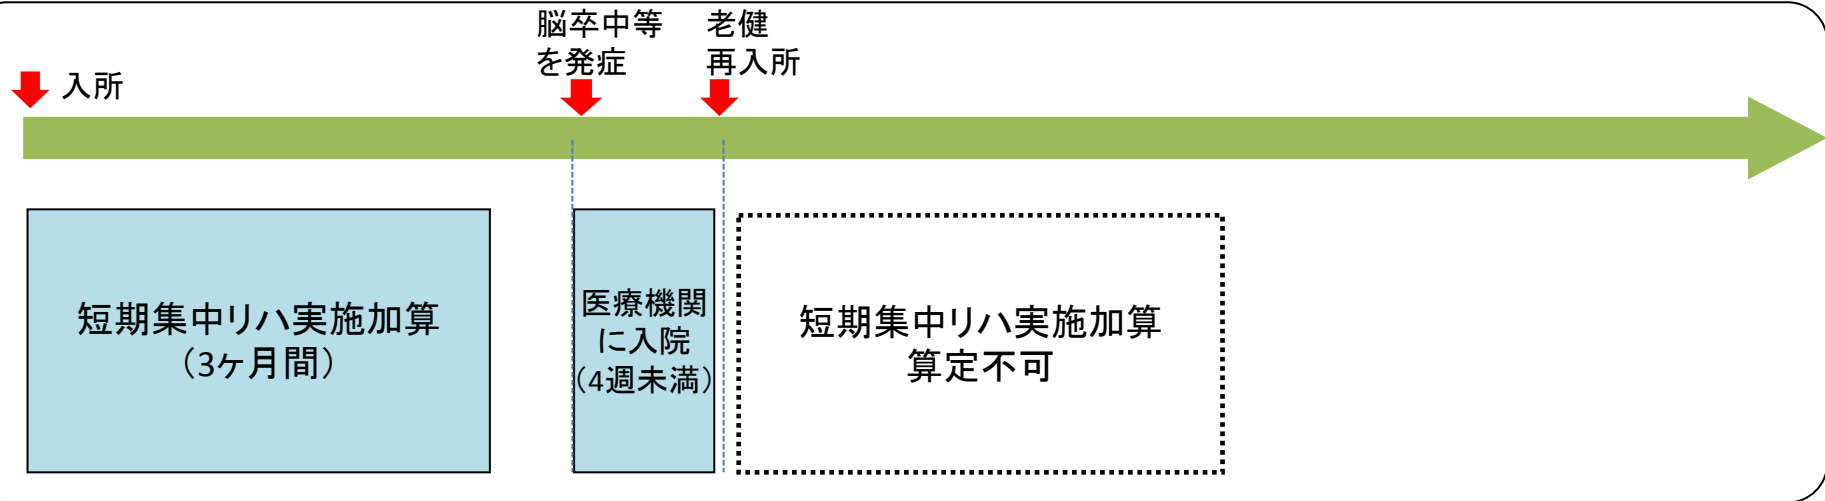 入所
脳卒中等
を発症
老健
再入所
短期集中リハ実施加算
(3ヶ月間)
医療機関
に入院
(4週未満)
短期集中リハ実施加算
算定不可